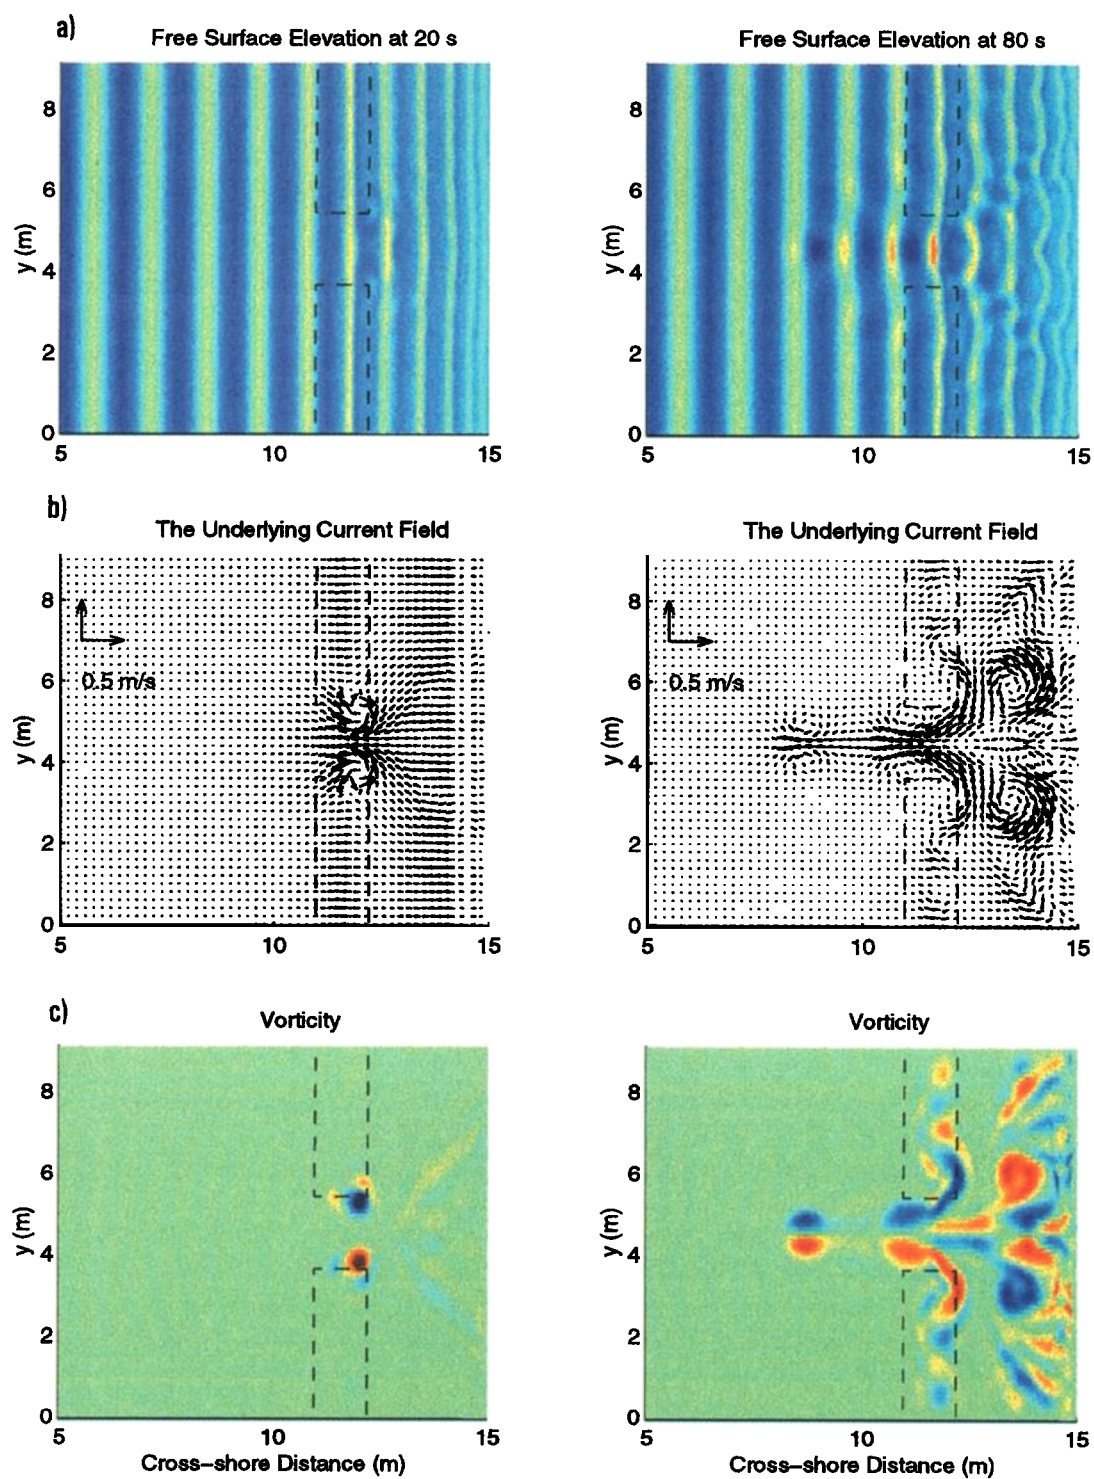 a)
Free Surface Elevation at 20 s
Free Surface Elevation at 80 s
y (m)
8
6
4
2
0
5
10
15
y (m)
8
6
4
2
0
5
10
15
b)
The Underlying Current Field
The Underlying Current Field
y (m)
8
6
4
2
0
0.5 m/s
5
10
15
y (m)
8
6
4
2
0
0.5 m/s
5
10
15
c)
Vorticity
Vorticity
y (m)
8
6
4
2
0
5
10
15
Cross-shore Distance (m)
y (m)
8
6
4
2
0
5
10
15
Cross-shore Distance (m)